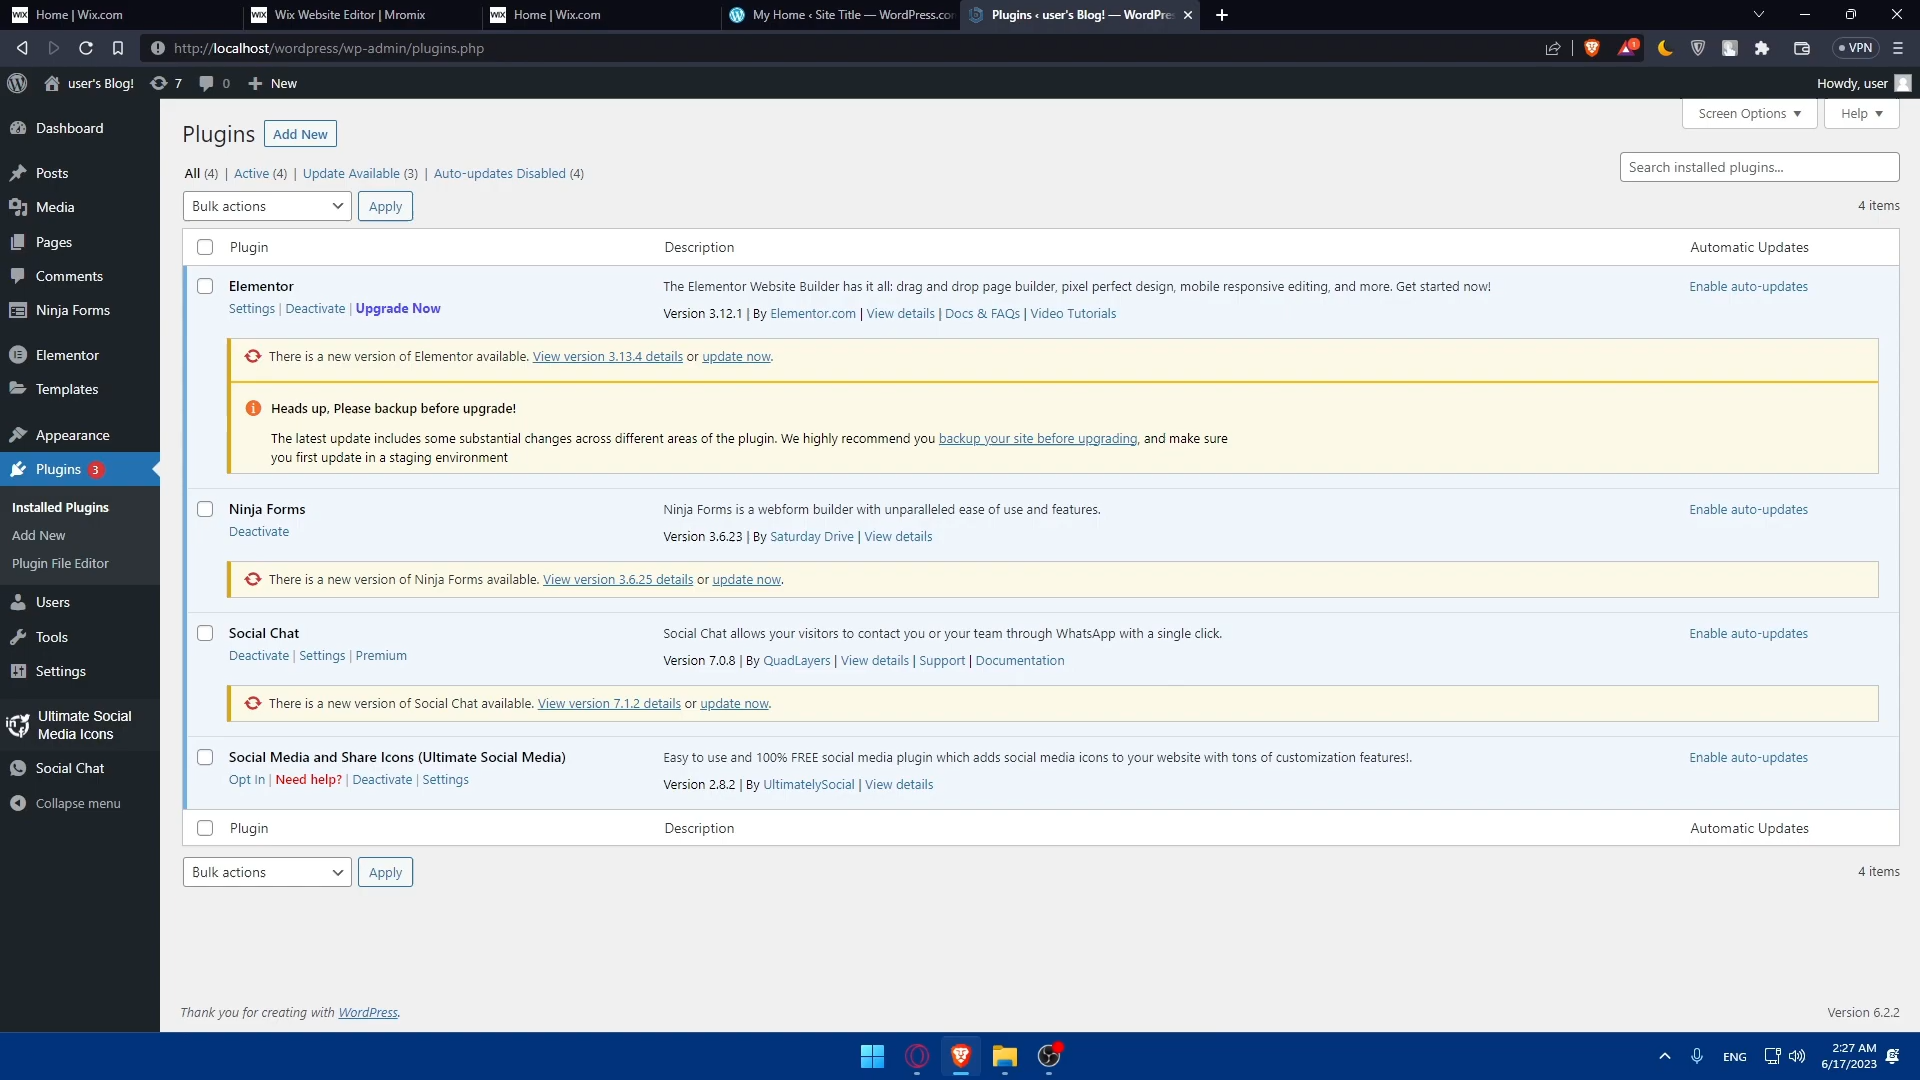 Home | Wix.com
Wix Website Editor | Mromix
Home | Wix.com
My Home ‹ Site Title — WordPress.com
Plugins ‹ user's Blog! — WordPre
http://localhost/wordpress/wp-admin/plugins.php
1
VPN
user's Blog!
7
0
New
Howdy, user
Dashboard
Posts
Media
Pages
Comments
Ninja Forms
Elementor
Templates
Appearance
Plugins 3
Installed Plugins
Add New
Plugin File Editor
Users
Tools
Settings
Ultimate Social
Media Icons
Social Chat
Collapse menu
Screen Options
Help
Plugins
Add New
All (4) | Active (4) | Update Available (3) | Auto-updates Disabled (4)
Search installed plugins...
Bulk actions
Apply
4 items
Plugin
Description
Automatic Updates
Elementor
Settings | Deactivate | Upgrade Now
The Elementor Website Builder has it all: drag and drop page builder, pixel perfect design, mobile responsive editing, and more. Get started now!
Version 3.12.1 | By Elementor.com | View details | Docs & FAQs | Video Tutorials
Enable auto-updates
There is a new version of Elementor available. View version 3.13.4 details or update now.
Heads up, Please backup before upgrade!
The latest update includes some substantial changes across different areas of the plugin. We highly recommend you backup your site before upgrading, and make sure
you first update in a staging environment
Ninja Forms
Deactivate
Ninja Forms is a webform builder with unparalleled ease of use and features.
Version 3.6.23 | By Saturday Drive | View details
Enable auto-updates
There is a new version of Ninja Forms available. View version 3.6.25 details or update now.
Social Chat
Deactivate | Settings | Premium
Social Chat allows your visitors to contact you or your team through WhatsApp with a single click.
Version 7.0.8 | By QuadLayers | View details | Support | Documentation
Enable auto-updates
There is a new version of Social Chat available. View version 7.1.2 details or update now.
Social Media and Share Icons (Ultimate Social Media)
Opt In | Need help? | Deactivate | Settings
Easy to use and 100% FREE social media plugin which adds social media icons to your website with tons of customization features!.
Version 2.8.2 | By UltimatelySocial | View details
Enable auto-updates
Plugin
Description
Automatic Updates
Bulk actions
Apply
4 items
Thank you for creating with WordPress.
Version 6.2.2
ENG
2:27 AM
6/17/2023